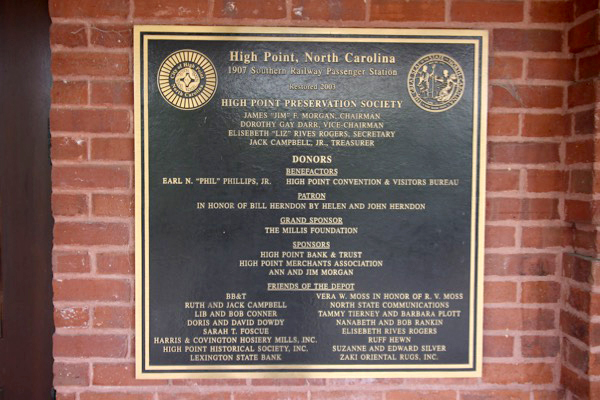 High Point, North Carolina
1907 Southern Railway Passenger Station
Restored 2003
HIGH POINT PRESERVATION SOCIETY
JAMES "JIM" F. MORGAN, CHAIRMAN
DOROTHY GAY DARR, VICE-CHAIRMAN
ELISEBETH "LIZ" RIVES ROGERS, SECRETARY
JACK CAMPBELL, JR., TREASURER
DONORS
BENEFACTORS
EARL N. "PHIL" PHILLIPS, JR. HIGH POINT CONVENTION & VISITORS BUREAU
PATRON
IN HONOR OF BILL HERNDON BY HELEN AND JOHN HERNDON
GRAND SPONSOR
THE MILLIS FOUNDATION
SPONSORS
HIGH POINT BANK & TRUST
HIGH POINT MERCHANTS ASSOCIATION
ANN AND JIM MORGAN
FRIENDS OF THE DEPOT
BB&T
RUTH AND JACK CAMPBELL
LIB AND BOB CONNER
DORIS AND DAVID DOWDY
SARAH T. FOSCUE
HARRIS & COVINGTON HOSIERY MILLS, INC.
HIGH POINT HISTORICAL SOCIETY, INC.
LEXINGTON STATE BANK
VERA W. MOSS IN HONOR OF R. V. MOSS
NORTH STATE COMMUNICATIONS
TAMMY TIERNEY AND BARBARA PLOTT
NANABETH AND BOB RANKIN
ELISEBETH RIVES ROGERS
RUFF HEWN
SUZANNE AND EDWARD SILVER
ZAKI ORIENTAL RUGS, INC.